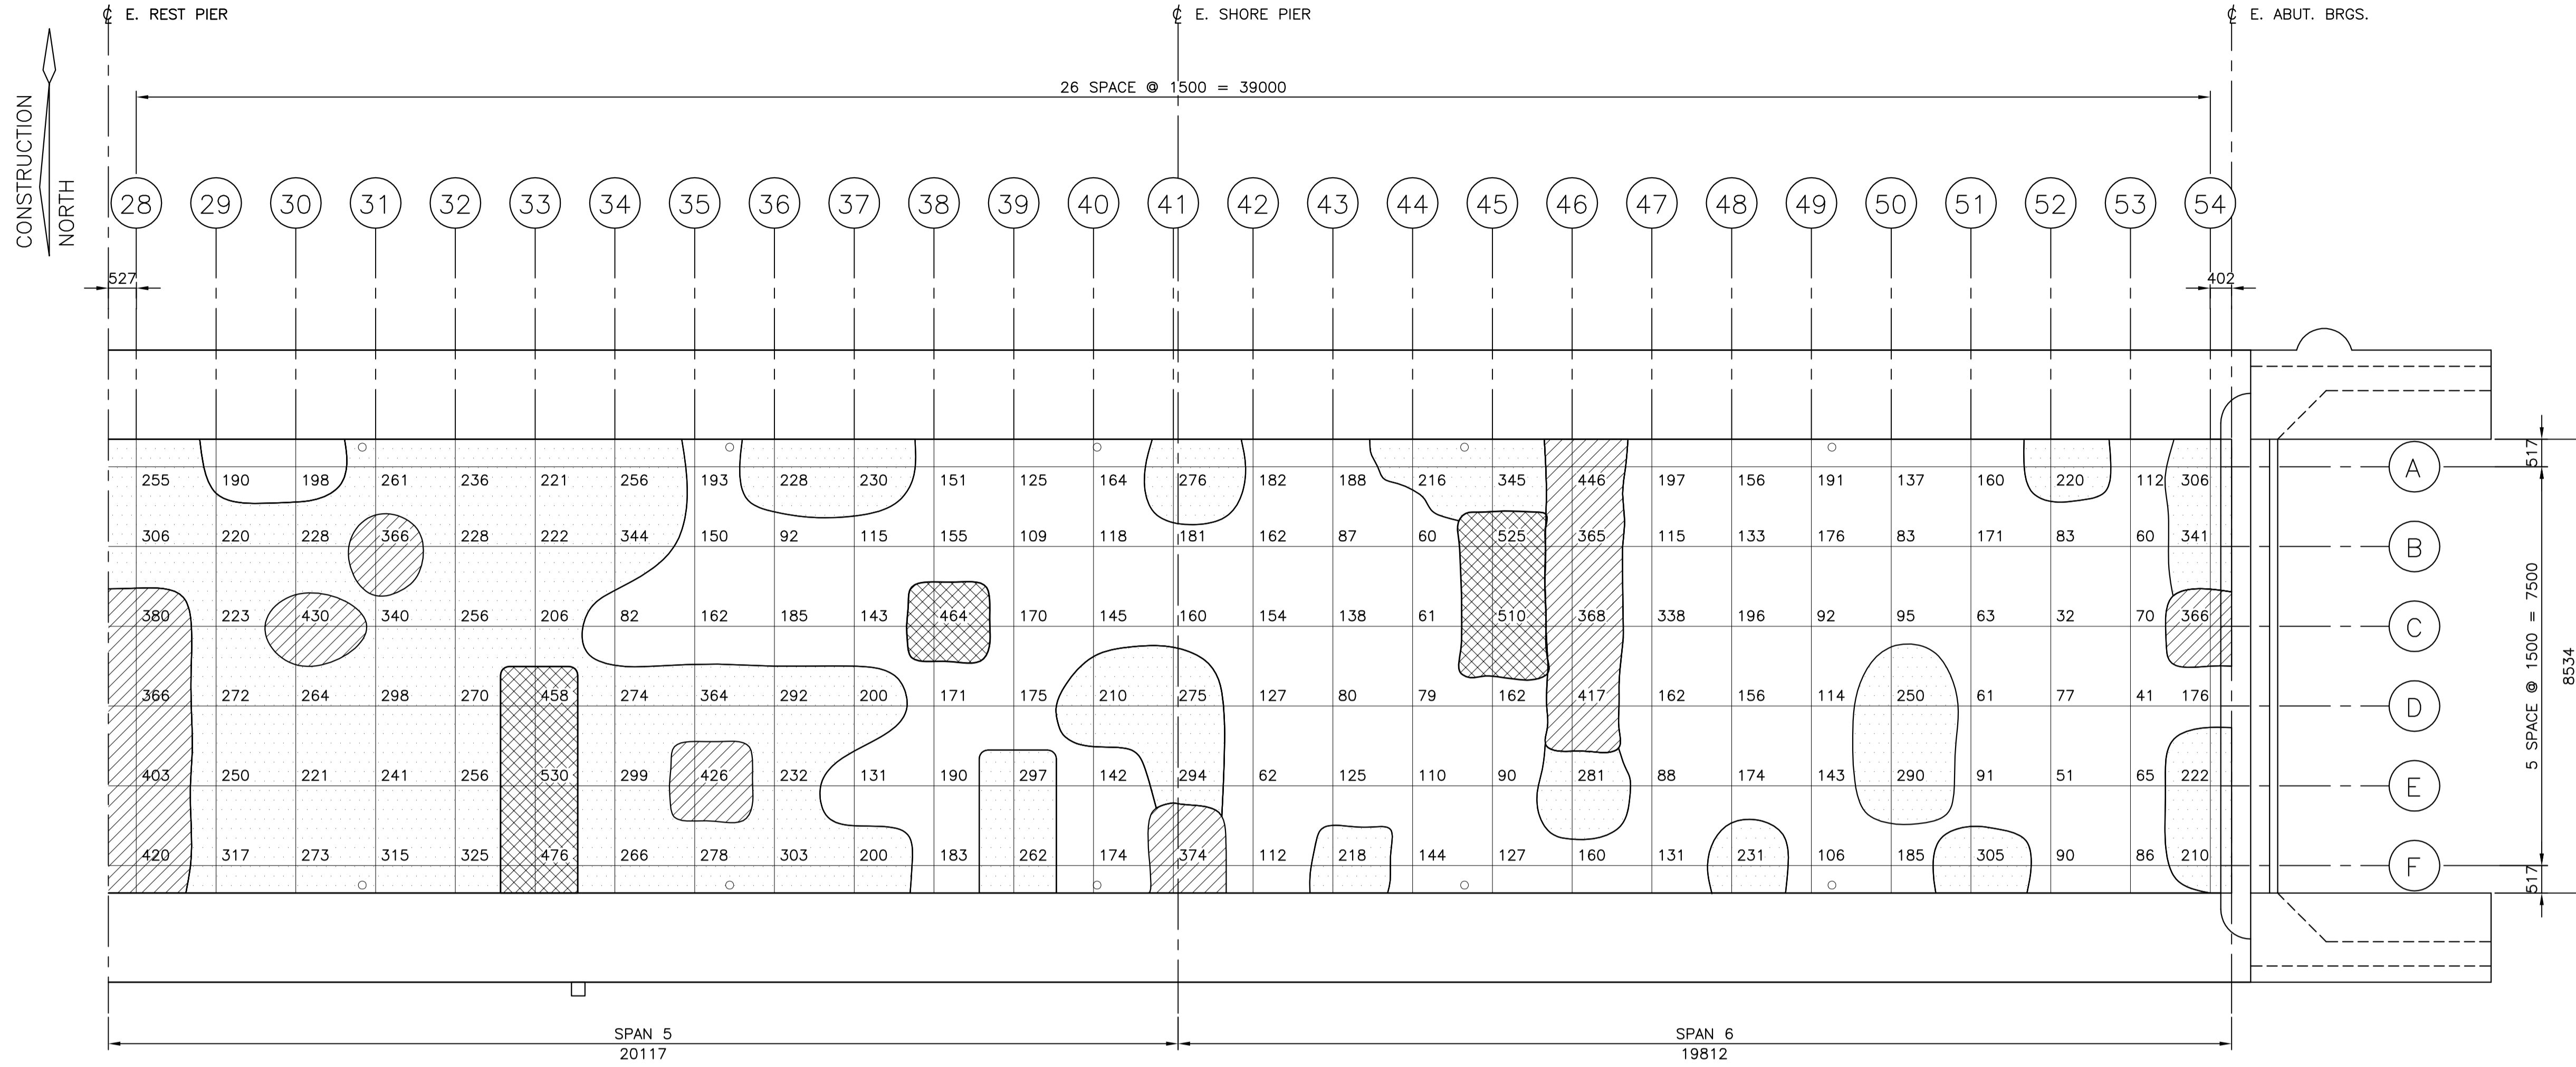 ℄ E. REST PIER
℄ E. SHORE PIER
℄ E. ABUT. BRGS.
CONSTRUCTION
NORTH
26 SPACE @ 1500 = 39000
28 29 30 31 32 33 34 35 36 37 38 39 40 41 42 43 44 45 46 47 48 49 50 51 52 53 54
527
402
517
A
255 190 198 261 236 221 256 193 228 230 151 125 164 276 182 188 216 345 446 197 156 191 137 160 220 112 306
306 220 228 366 228 222 344 150 92 115 155 109 118 181 162 87 60 525 365 115 133 176 83 171 83 60 341
B
380 223 430 340 256 206 82 162 185 143 464 170 145 160 154 138 61 510 368 338 196 92 95 63 32 70 366
C
5 SPACE @ 1500 = 7500
8534
366 272 264 298 270 458 274 364 292 200 171 175 210 275 127 80 79 162 417 162 156 114 250 61 77 41 176
D
403 250 221 241 256 530 299 426 232 131 190 297 142 294 62 125 110 90 281 88 174 143 290 91 51 65 222
E
420 317 273 315 325 476 266 278 303 200 183 262 174 374 112 218 144 127 160 131 231 106 185 305 90 86 210
F
517
SPAN 5
20117
SPAN 6
19812